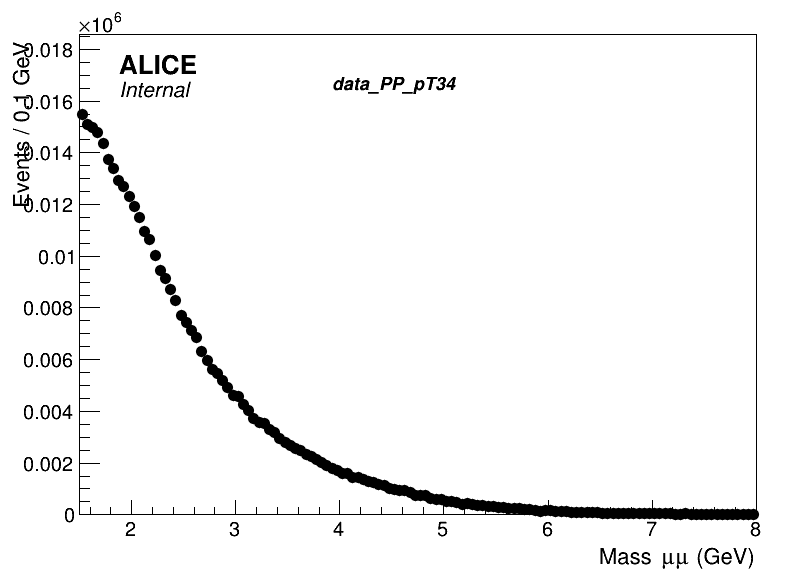 ×10⁶
0.018
0.016
0.014
0.012
0.01
0.008
0.006
0.004
0.002
0
Events / 0.1 GeV
ALICE
Internal
data_PP_pT34
2 3 4 5 6 7 8
Mass μμ (GeV)